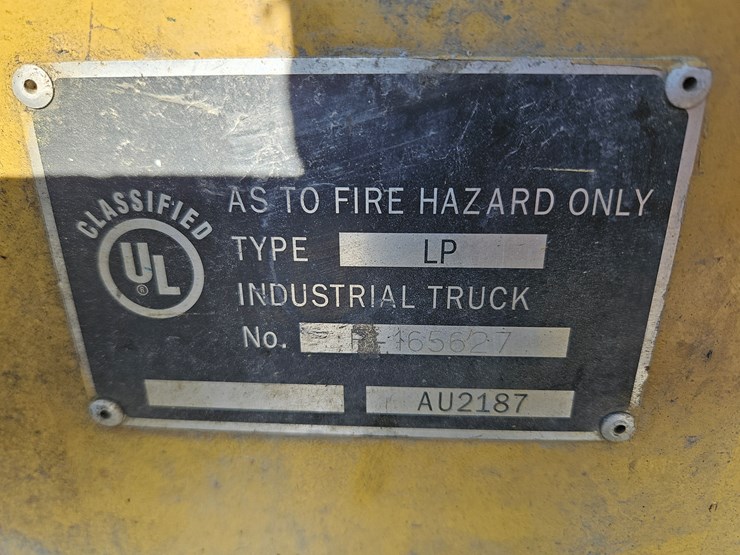 CLASSIFIED
UL
®
AS TO FIRE HAZARD ONLY
TYPE LP
INDUSTRIAL TRUCK
No. 165627
AU2187